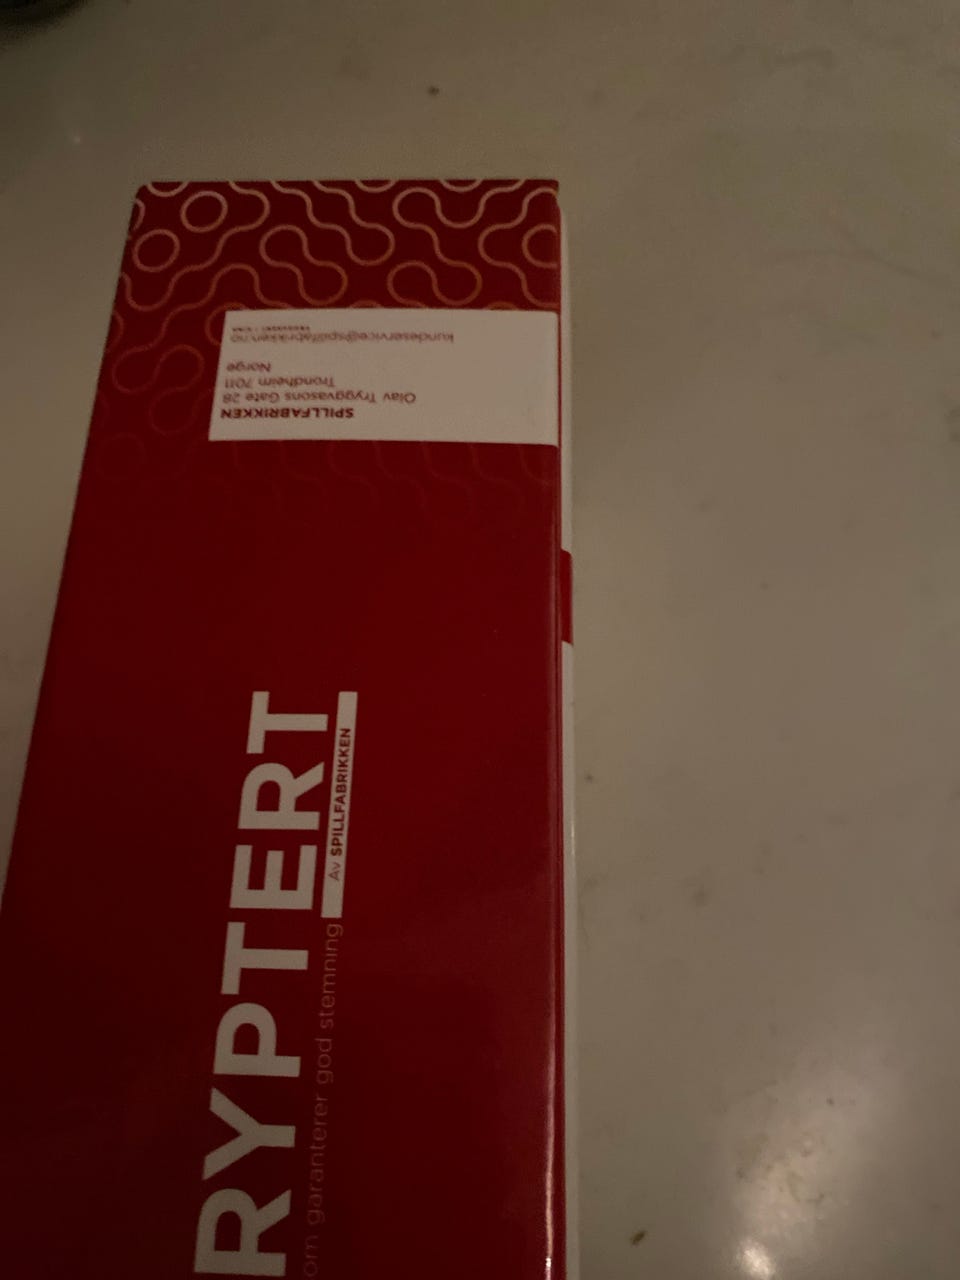 RYPTERT
Av SPILLFABRIKKEN
om garanterer god stemning
SPILLFABRIKKEN
Olav Tryggvasons Gate 28
Trondheim 7011
Norge
kundeservice@spillfabrikken.no